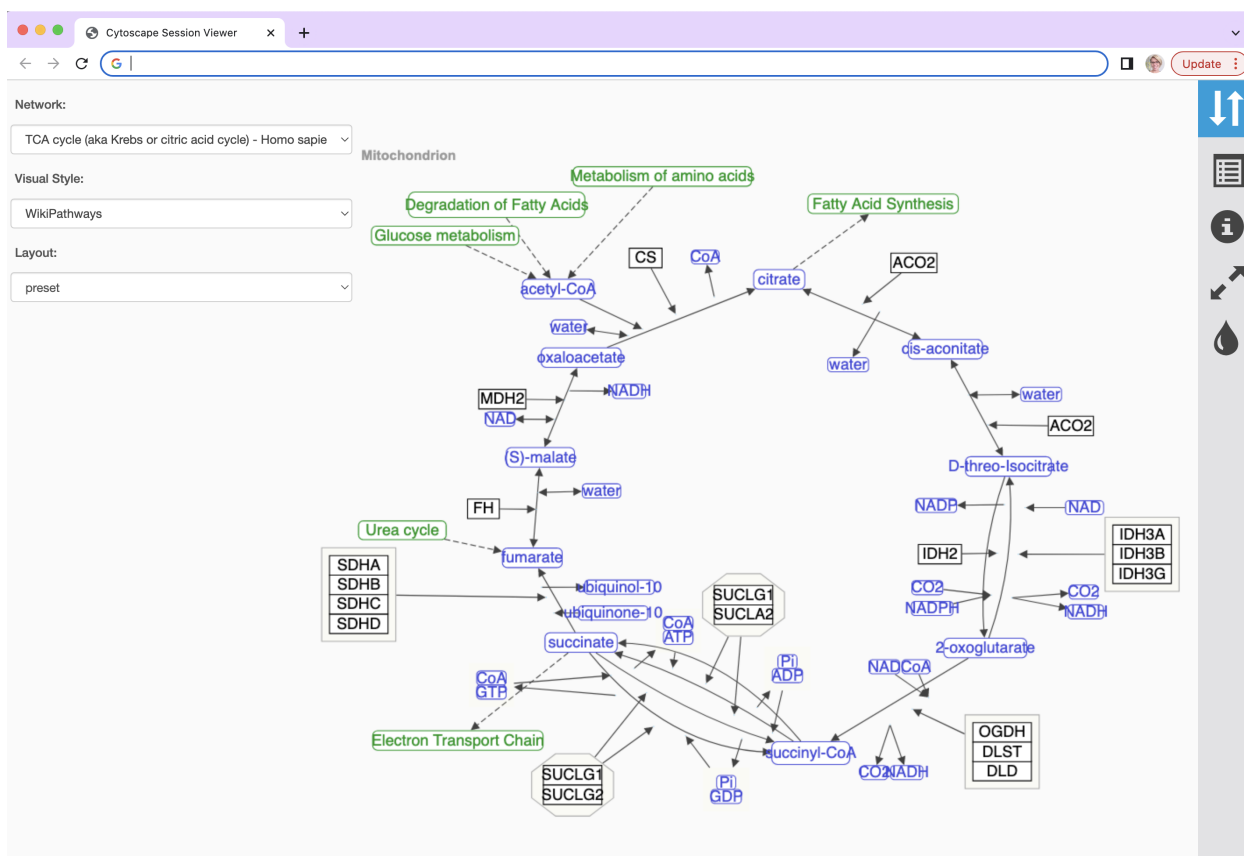 Cytoscape Session Viewer
Update
Network:
TCA cycle (aka Krebs or citric acid cycle) - Homo sapie
Visual Style:
WikiPathways
Layout:
preset
Mitochondrion
Metabolism of amino acids
Degradation of Fatty Acids
Fatty Acid Synthesis
Glucose metabolism
CS
CoA
ACO2
citrate
acetyl-CoA
water
oxaloacetate
cis-aconitate
water
NADH
water
MDH2
NAD
ACO2
(S)-malate
D-threo-Isocitrate
water
FH
NADP
NAD
Urea cycle
IDH3A
IDH3B
IDH3G
IDH2
fumarate
SDHA
SDHB
SDHC
SDHD
ubiquinol-10
ubiquinone-10
CO2
NADPH
CO2
NADH
SUCLG1
SUCLA2
CoA
ATP
succinate
2-oxoglutarate
Pi
ADP
NAD
CoA
CoA
GTP
Electron Transport Chain
OGDH
DLST
DLD
succinyl-CoA
CO2
NADH
SUCLG1
SUCLG2
Pi
GDP